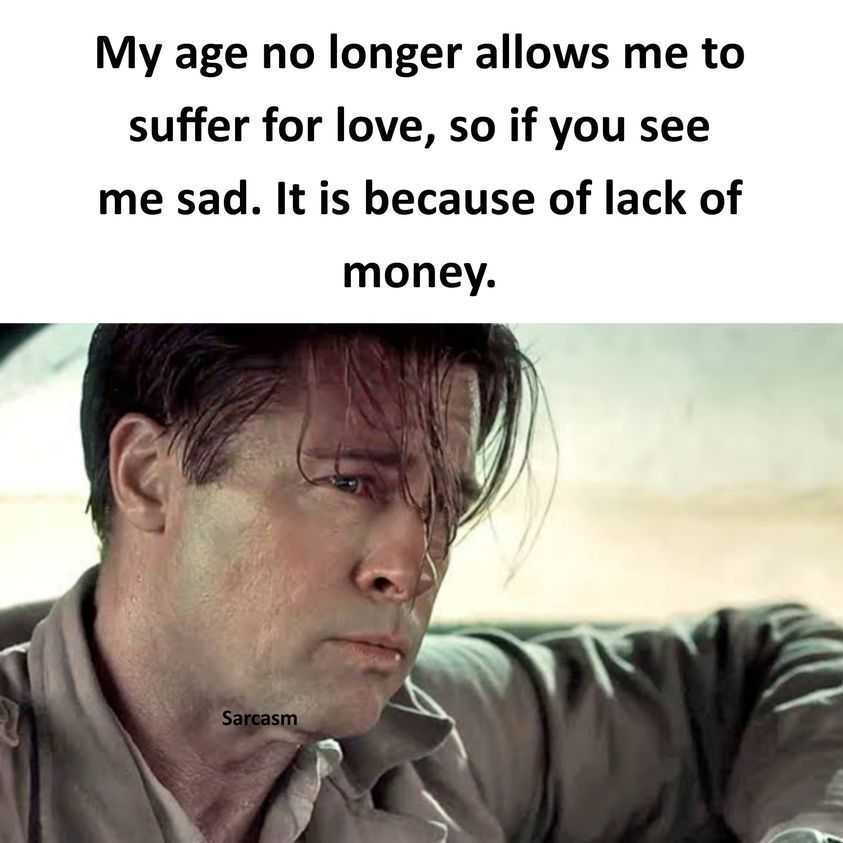 My age no longer allows me to
suffer for love, so if you see
me sad. It is because of lack of
money.
Sarcasm